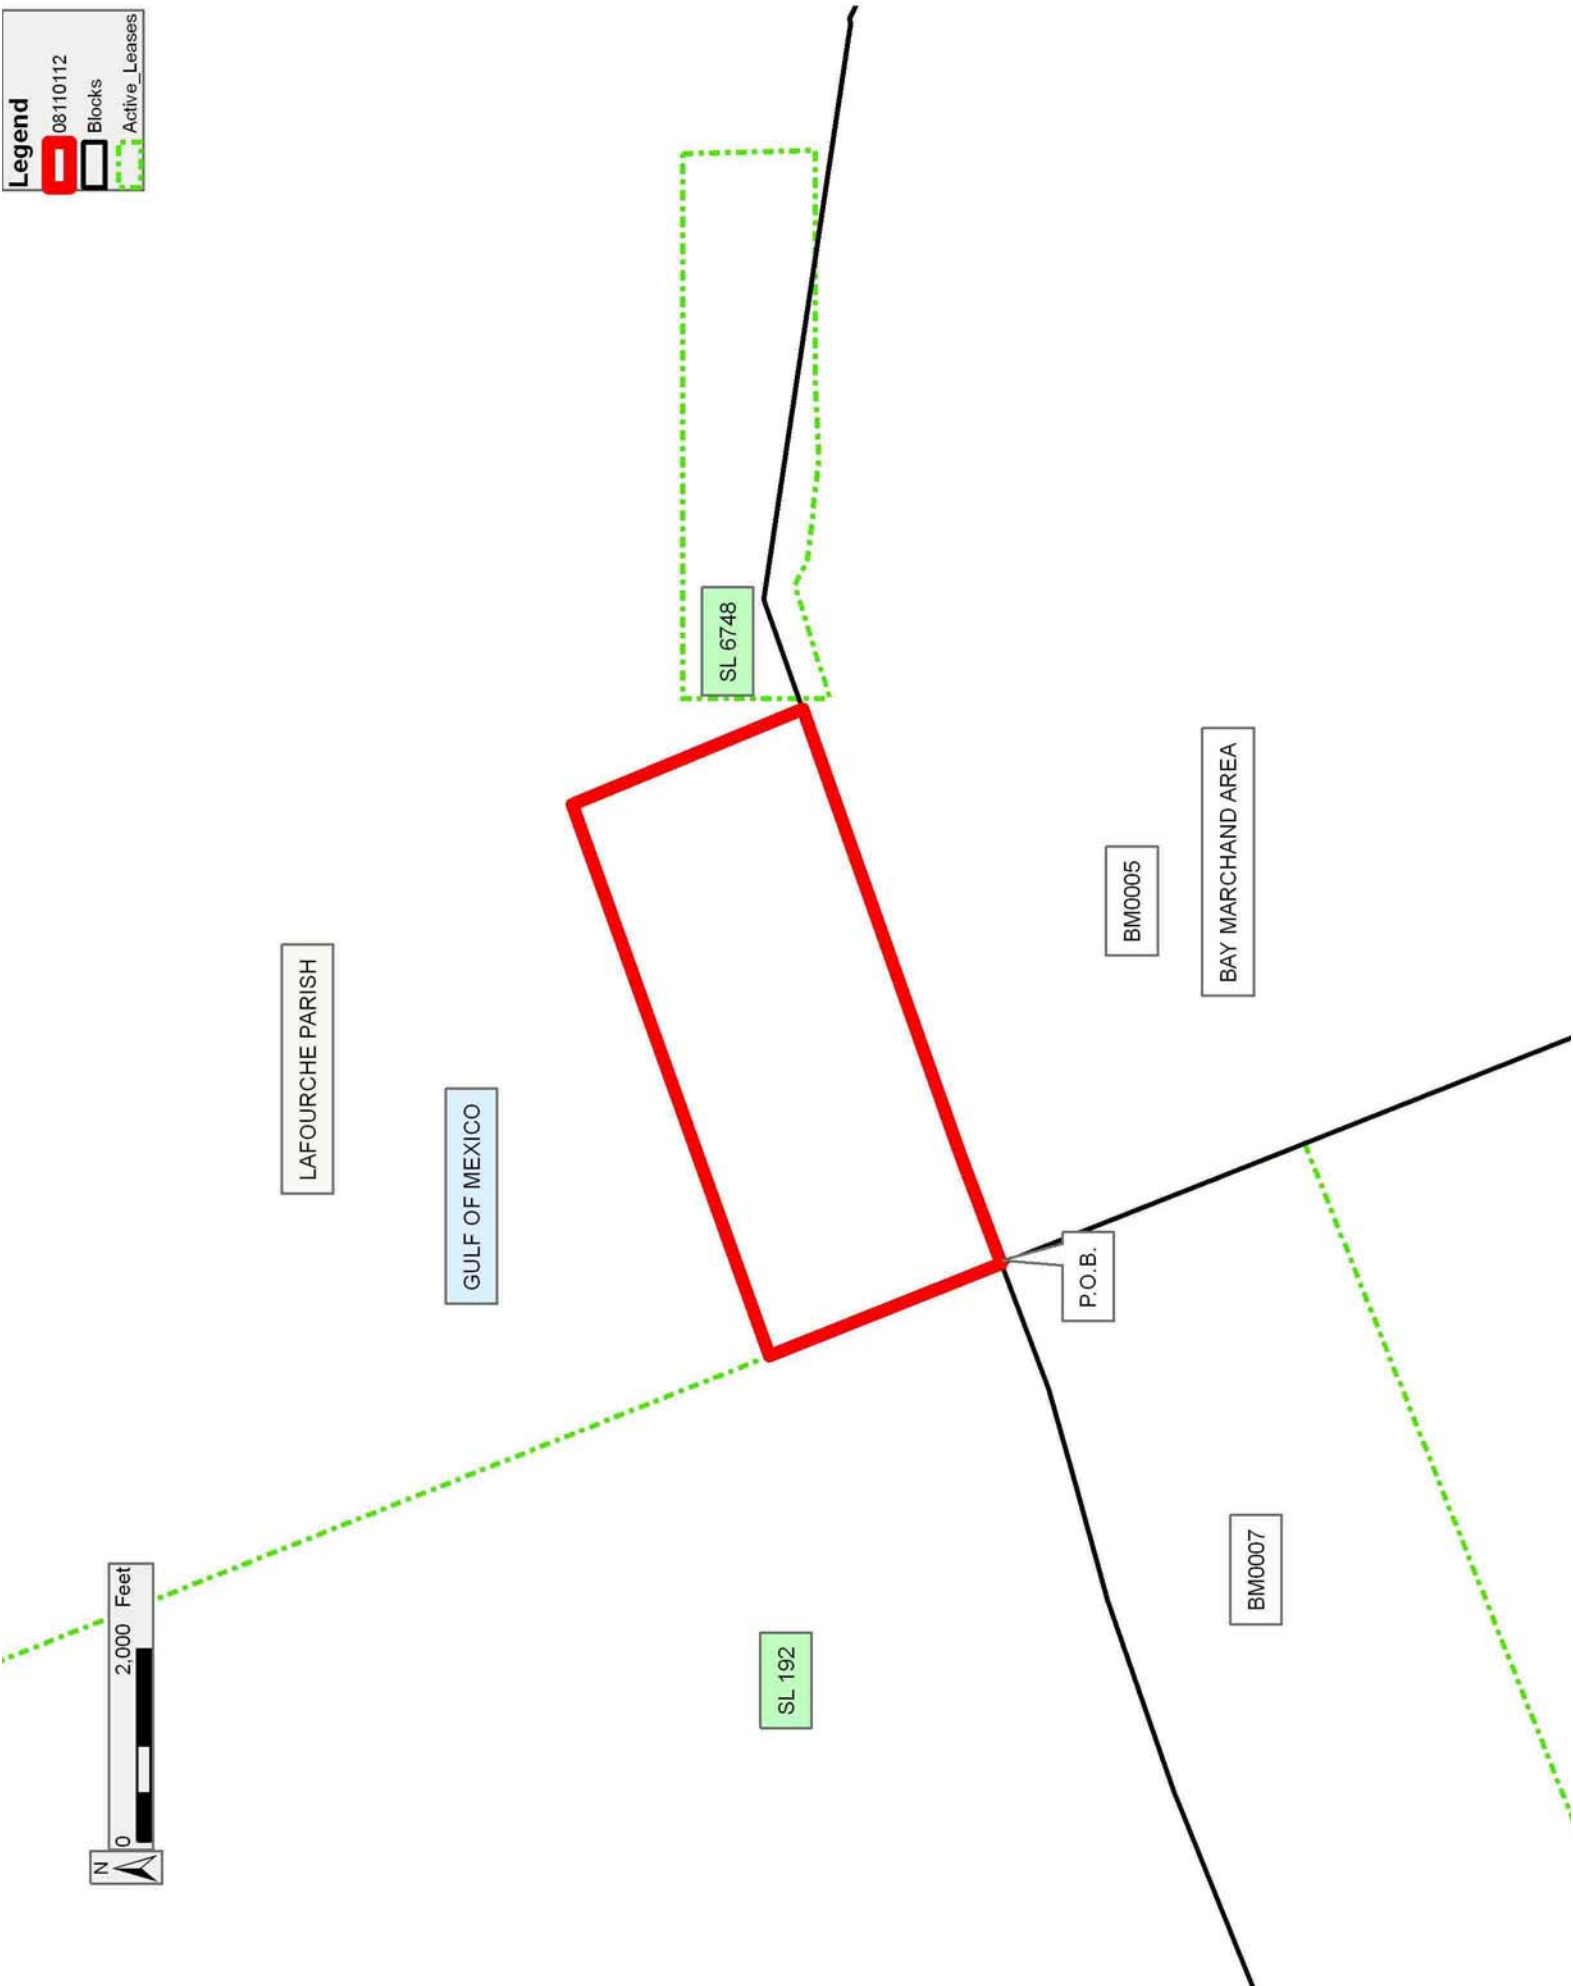 Legend
08110112
Blocks
Active_Leases
SL 6748
LAFOURCHE PARISH
GULF OF MEXICO
BM0005
BAY MARCHAND AREA
P.O.B.
0 2,000 Feet
N
SL 192
BM0007